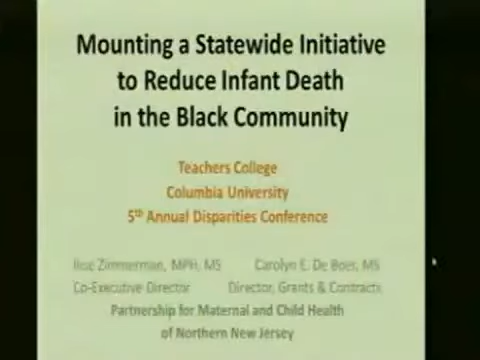 Mounting a Statewide Initiative
to Reduce Infant Death
in the Black Community
Teachers College
Columbia University
5th Annual Disparities Conference
Ilise Zimmerman, MPH, MS Carolyn E. De Boer, MS
Co-Executive Director Director, Grants & Contracts
Partnership for Maternal and Child Health
of Northern New Jersey